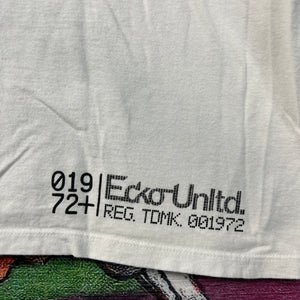 019
72+
Ecko Unltd.
REG. TDMK. 001972